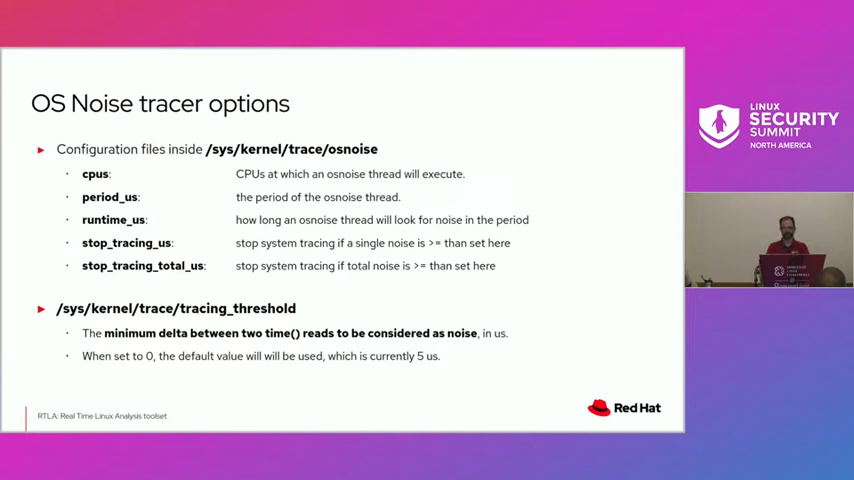 OS Noise tracer options
Configuration files inside /sys/kernel/trace/osnoise
cpus: CPUs at which an osnoise thread will execute.
period_us: the period of the osnoise thread.
runtime_us: how long an osnoise thread will look for noise in the period
stop_tracing_us: stop system tracing if a single noise is >= than set here
stop_tracing_total_us: stop system tracing if total noise is >= than set here
/sys/kernel/trace/tracing_threshold
The minimum delta between two time() reads to be considered as noise, in us.
When set to 0, the default value will will be used, which is currently 5 us.
RTLA: Real Time Linux Analysis toolset
Red Hat
LINUX
SECURITY
SUMMIT
NORTH AMERICA